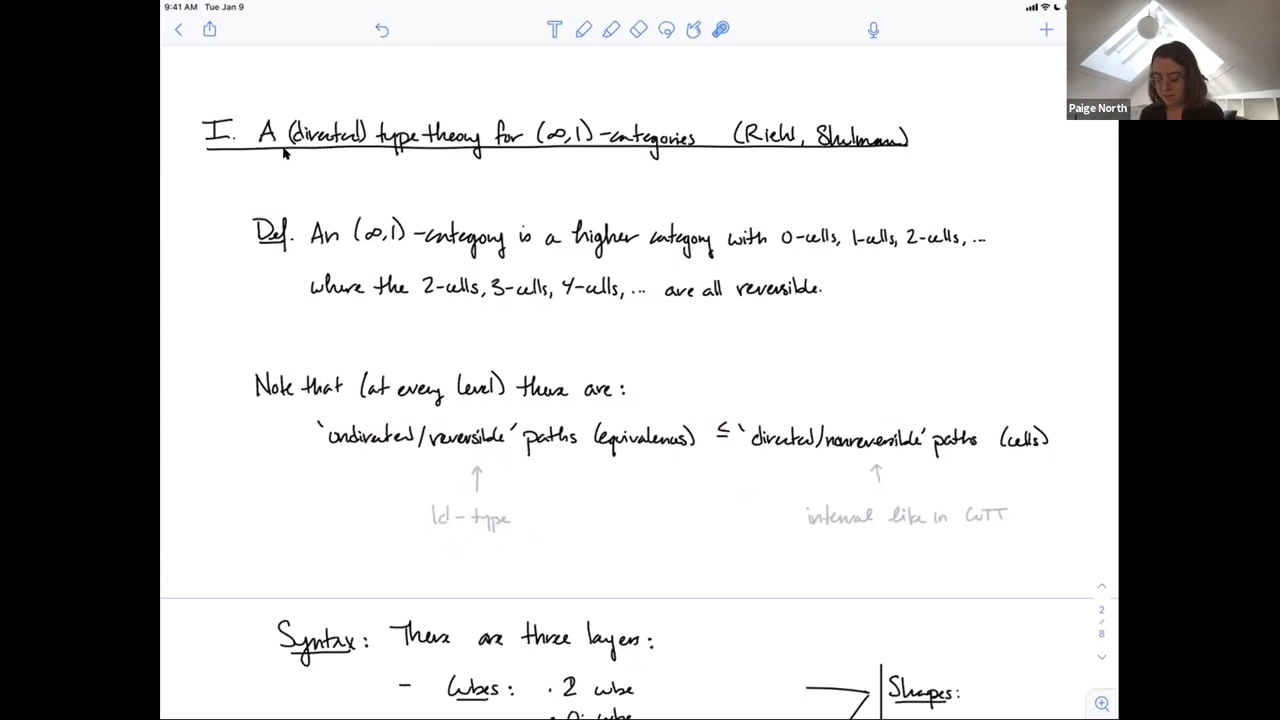 9:41 AM Tue Jan 9
Paige North
I. A (directed) type theory for (∞,1)-categories (Riehl, Shulman)
Def. An (∞,1)-category is a higher category with 0-cells, 1-cells, 2-cells, ...
where the 2-cells, 3-cells, 4-cells, ... are all reversible.
Note that (at every level) there are:
'undirected/reversible' paths (equivalences) ≤ 'directed/nonreversible' paths (cells)
↑ ↑
Id-type interval like in CuTT
2
/
8
Syntax: There are three layers:
- Cubes: · 2 cube
Shapes: